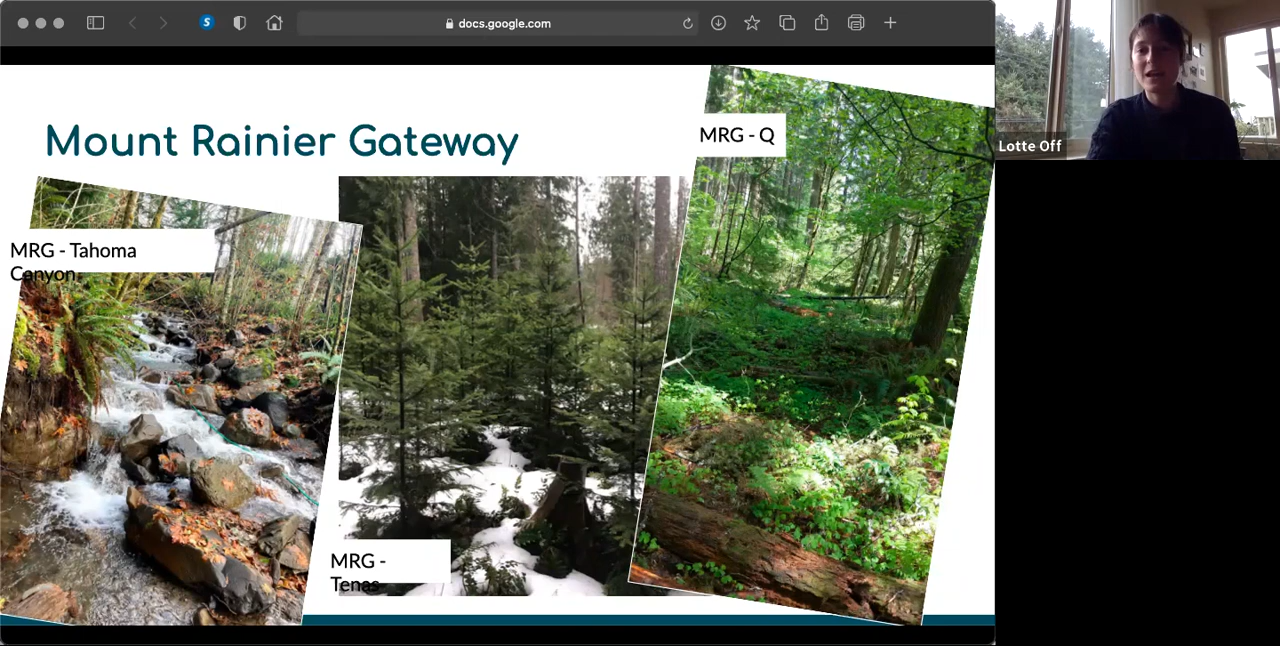 docs.google.com
Mount Rainier Gateway
MRG - Q
Lotte Off
MRG - Tahoma
Canyon
MRG -
Tenas